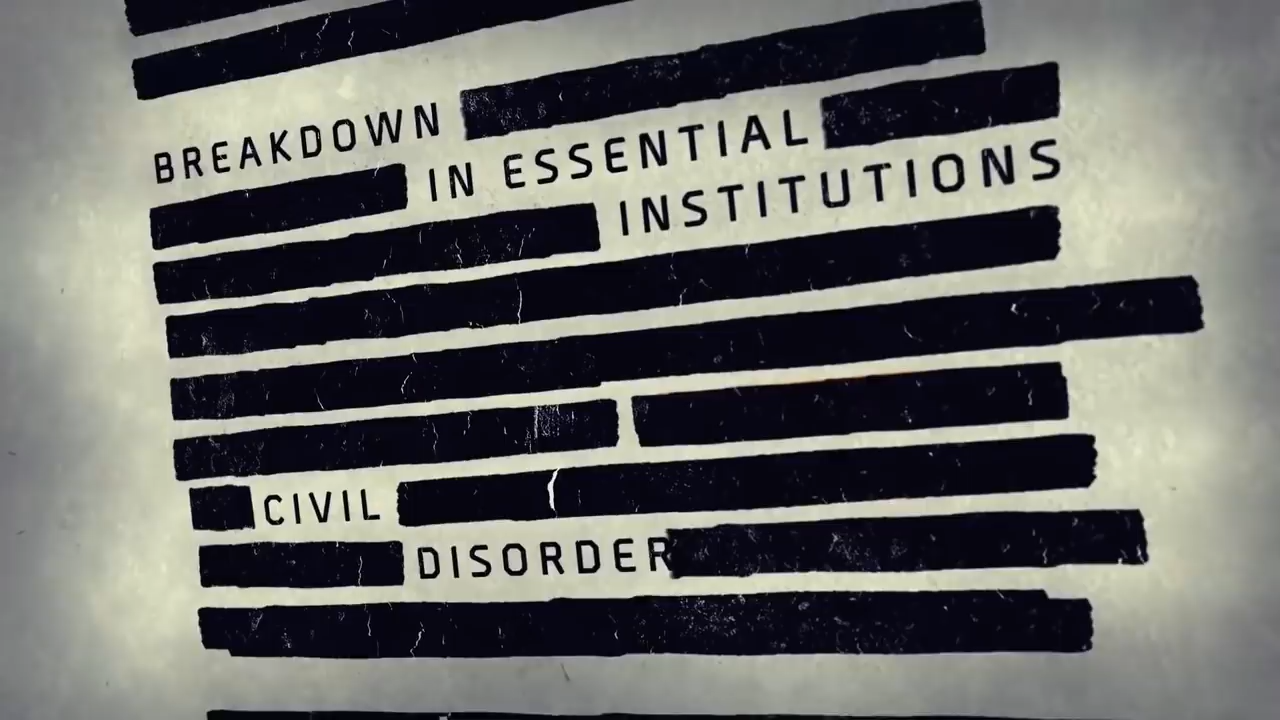 BREAKDOWN
IN ESSENTIAL
INSTITUTIONS
CIVIL
DISORDER